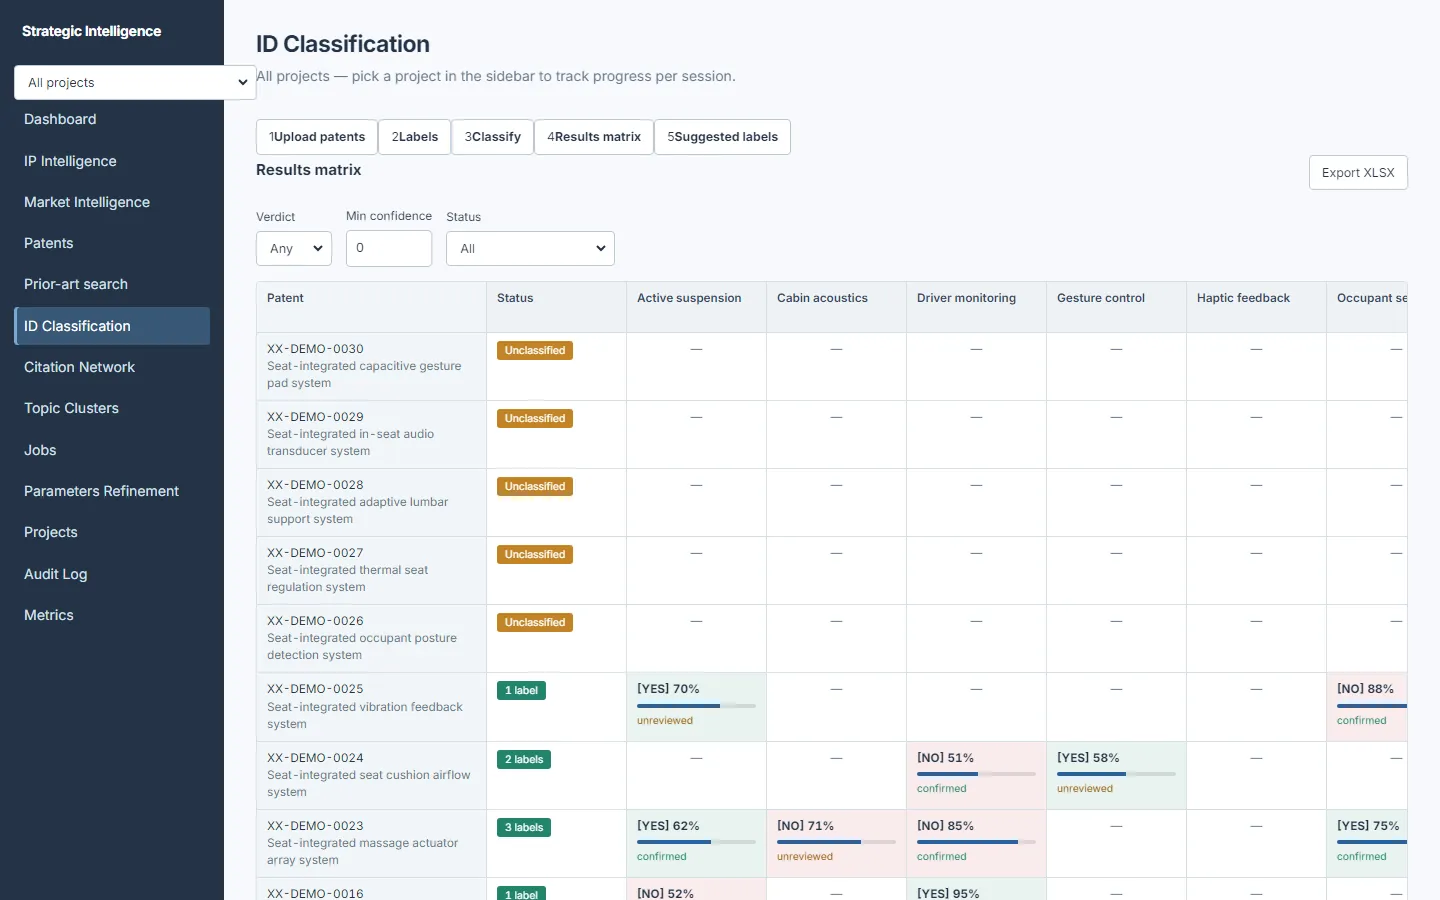 Strategic Intelligence
All projects
Dashboard
IP Intelligence
Market Intelligence
Patents
Prior-art search
ID Classification
Citation Network
Topic Clusters
Jobs
Parameters Refinement
Projects
Audit Log
Metrics
ID Classification
All projects — pick a project in the sidebar to track progress per session.
1Upload patents 2Labels 3Classify 4Results matrix 5Suggested labels
Results matrix
Export XLSX
Verdict Min confidence Status
Any 0 All
Patent Status Active suspension Cabin acoustics Driver monitoring Gesture control Haptic feedback Occupant se
XX-DEMO-0030 Unclassified — — — — — —
Seat-integrated capacitive gesture
pad system
XX-DEMO-0029 Unclassified — — — — — —
Seat-integrated in-seat audio
transducer system
XX-DEMO-0028 Unclassified — — — — — —
Seat-integrated adaptive lumbar
support system
XX-DEMO-0027 Unclassified — — — — — —
Seat-integrated thermal seat
regulation system
XX-DEMO-0026 Unclassified — — — — — —
Seat-integrated occupant posture
detection system
XX-DEMO-0025 1 label [YES] 70% — — — — [NO] 88%
Seat-integrated vibration feedback
system
unreviewed confirmed
XX-DEMO-0024 2 labels — — [NO] 51% [YES] 58% — —
Seat-integrated seat cushion airflow
system
confirmed unreviewed
XX-DEMO-0023 3 labels [YES] 62% [NO] 71% [NO] 85% — — [YES] 75%
Seat-integrated massage actuator
array system
confirmed unreviewed confirmed confirmed
XX-DEMO-0016 1 label [NO] 52% — [YES] 95% — — —